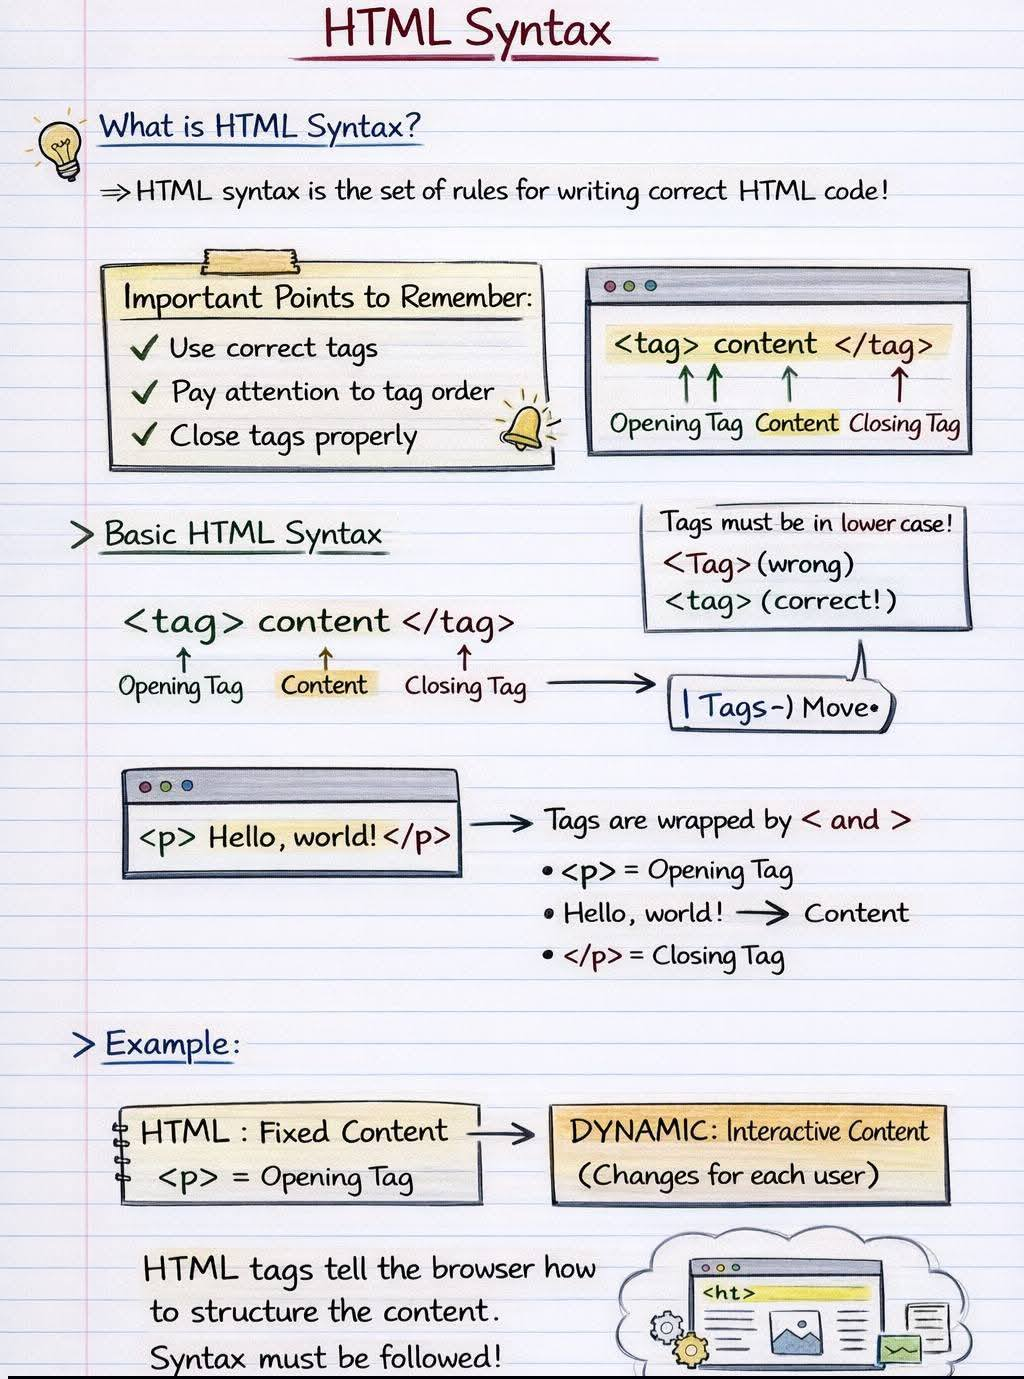 HTML Syntax
What is HTML Syntax?
⇒ HTML syntax is the set of rules for writing correct HTML code!
Important Points to Remember:
✓ Use correct tags
✓ Pay attention to tag order
✓ Close tags properly
<tag> content </tag>
Opening Tag Content Closing Tag
> Basic HTML Syntax
Tags must be in lower case!
<Tag> (wrong)
<tag> (correct!)
<tag> content </tag>
Opening Tag Content Closing Tag
| Tags-) Move•
<p> Hello, world! </p>
Tags are wrapped by < and >
• <p> = Opening Tag
• Hello, world! → Content
• </p> = Closing Tag
> Example:
HTML : Fixed Content
<p> = Opening Tag
DYNAMIC: Interactive Content
(Changes for each user)
HTML tags tell the browser how
to structure the content.
Syntax must be followed!
<ht>